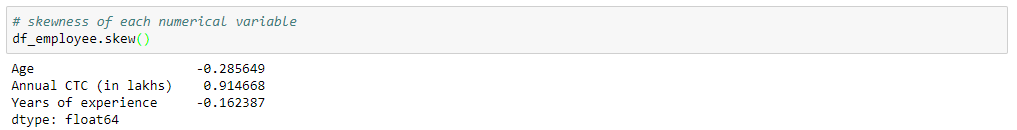 # skewness of each numerical variable
df_employee.skew()
Age                     -0.285649
Annual CTC (in lakhs)    0.914668
Years of experience     -0.162387
dtype: float64